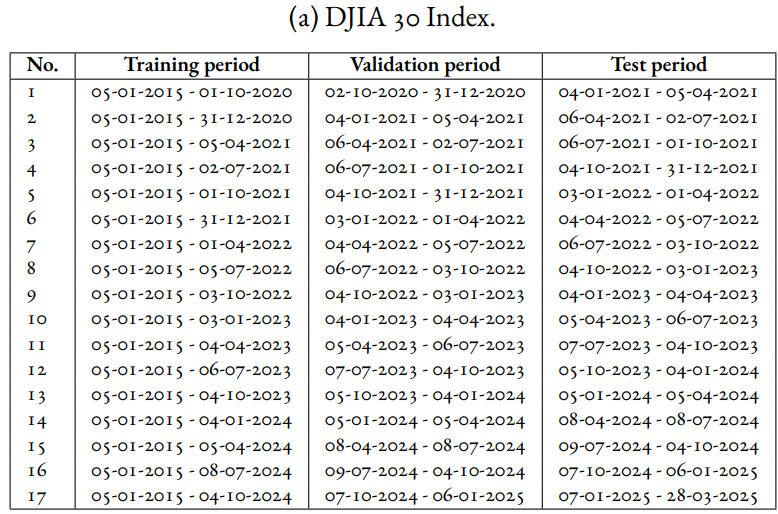 (a) DJIA 30 Index.
No. Training period Validation period Test period
1 05-01-2015 - 01-10-2020 02-10-2020 - 31-12-2020 04-01-2021 - 05-04-2021
2 05-01-2015 - 31-12-2020 04-01-2021 - 05-04-2021 06-04-2021 - 02-07-2021
3 05-01-2015 - 05-04-2021 06-04-2021 - 02-07-2021 06-07-2021 - 01-10-2021
4 05-01-2015 - 02-07-2021 06-07-2021 - 01-10-2021 04-10-2021 - 31-12-2021
5 05-01-2015 - 01-10-2021 04-10-2021 - 31-12-2021 03-01-2022 - 01-04-2022
6 05-01-2015 - 31-12-2021 03-01-2022 - 01-04-2022 04-04-2022 - 05-07-2022
7 05-01-2015 - 01-04-2022 04-04-2022 - 05-07-2022 06-07-2022 - 03-10-2022
8 05-01-2015 - 05-07-2022 06-07-2022 - 03-10-2022 04-10-2022 - 03-01-2023
9 05-01-2015 - 03-10-2022 04-10-2022 - 03-01-2023 04-01-2023 - 04-04-2023
10 05-01-2015 - 03-01-2023 04-01-2023 - 04-04-2023 05-04-2023 - 06-07-2023
11 05-01-2015 - 04-04-2023 05-04-2023 - 06-07-2023 07-07-2023 - 04-10-2023
12 05-01-2015 - 06-07-2023 07-07-2023 - 04-10-2023 05-10-2023 - 04-01-2024
13 05-01-2015 - 04-10-2023 05-10-2023 - 04-01-2024 05-01-2024 - 05-04-2024
14 05-01-2015 - 04-01-2024 05-01-2024 - 05-04-2024 08-04-2024 - 08-07-2024
15 05-01-2015 - 05-04-2024 08-04-2024 - 08-07-2024 09-07-2024 - 04-10-2024
16 05-01-2015 - 08-07-2024 09-07-2024 - 04-10-2024 07-10-2024 - 06-01-2025
17 05-01-2015 - 04-10-2024 07-10-2024 - 06-01-2025 07-01-2025 - 28-03-2025